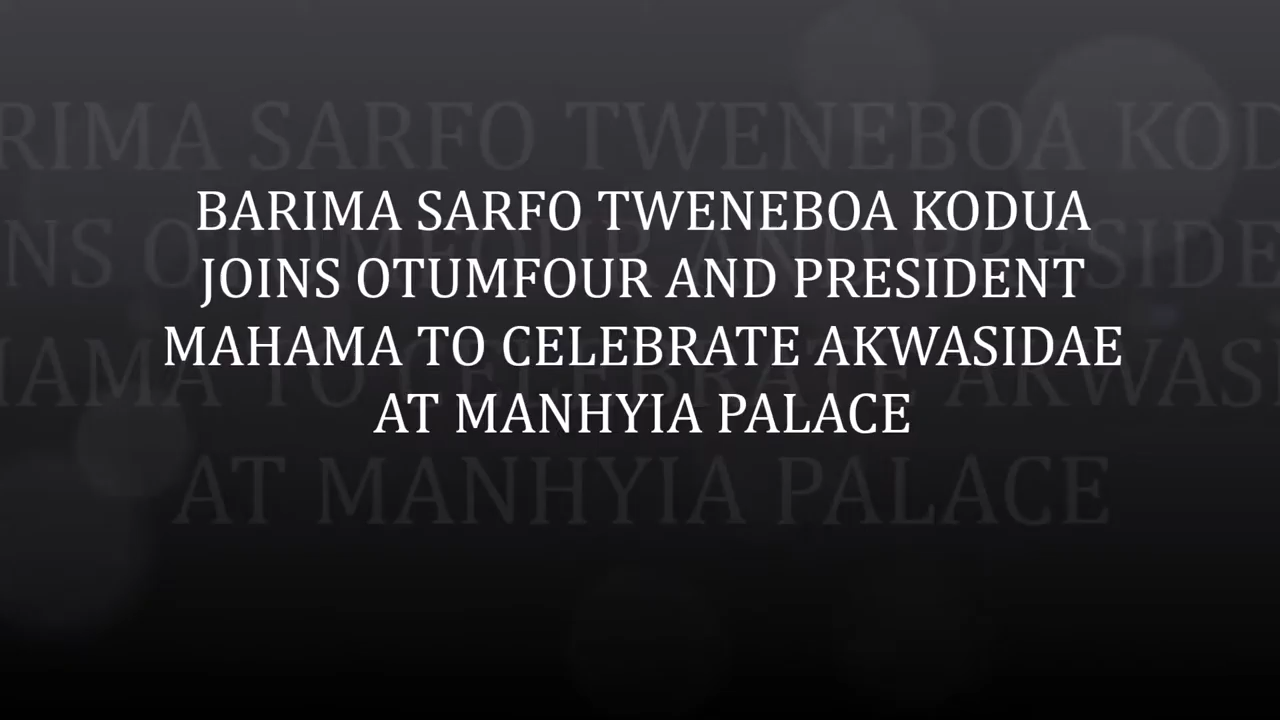 BARIMA SARFO TWENEBOA KODUA
JOINS OTUMFOUR AND PRESIDENT
MAHAMA TO CELEBRATE AKWASIDAE
AT MANHYIA PALACE